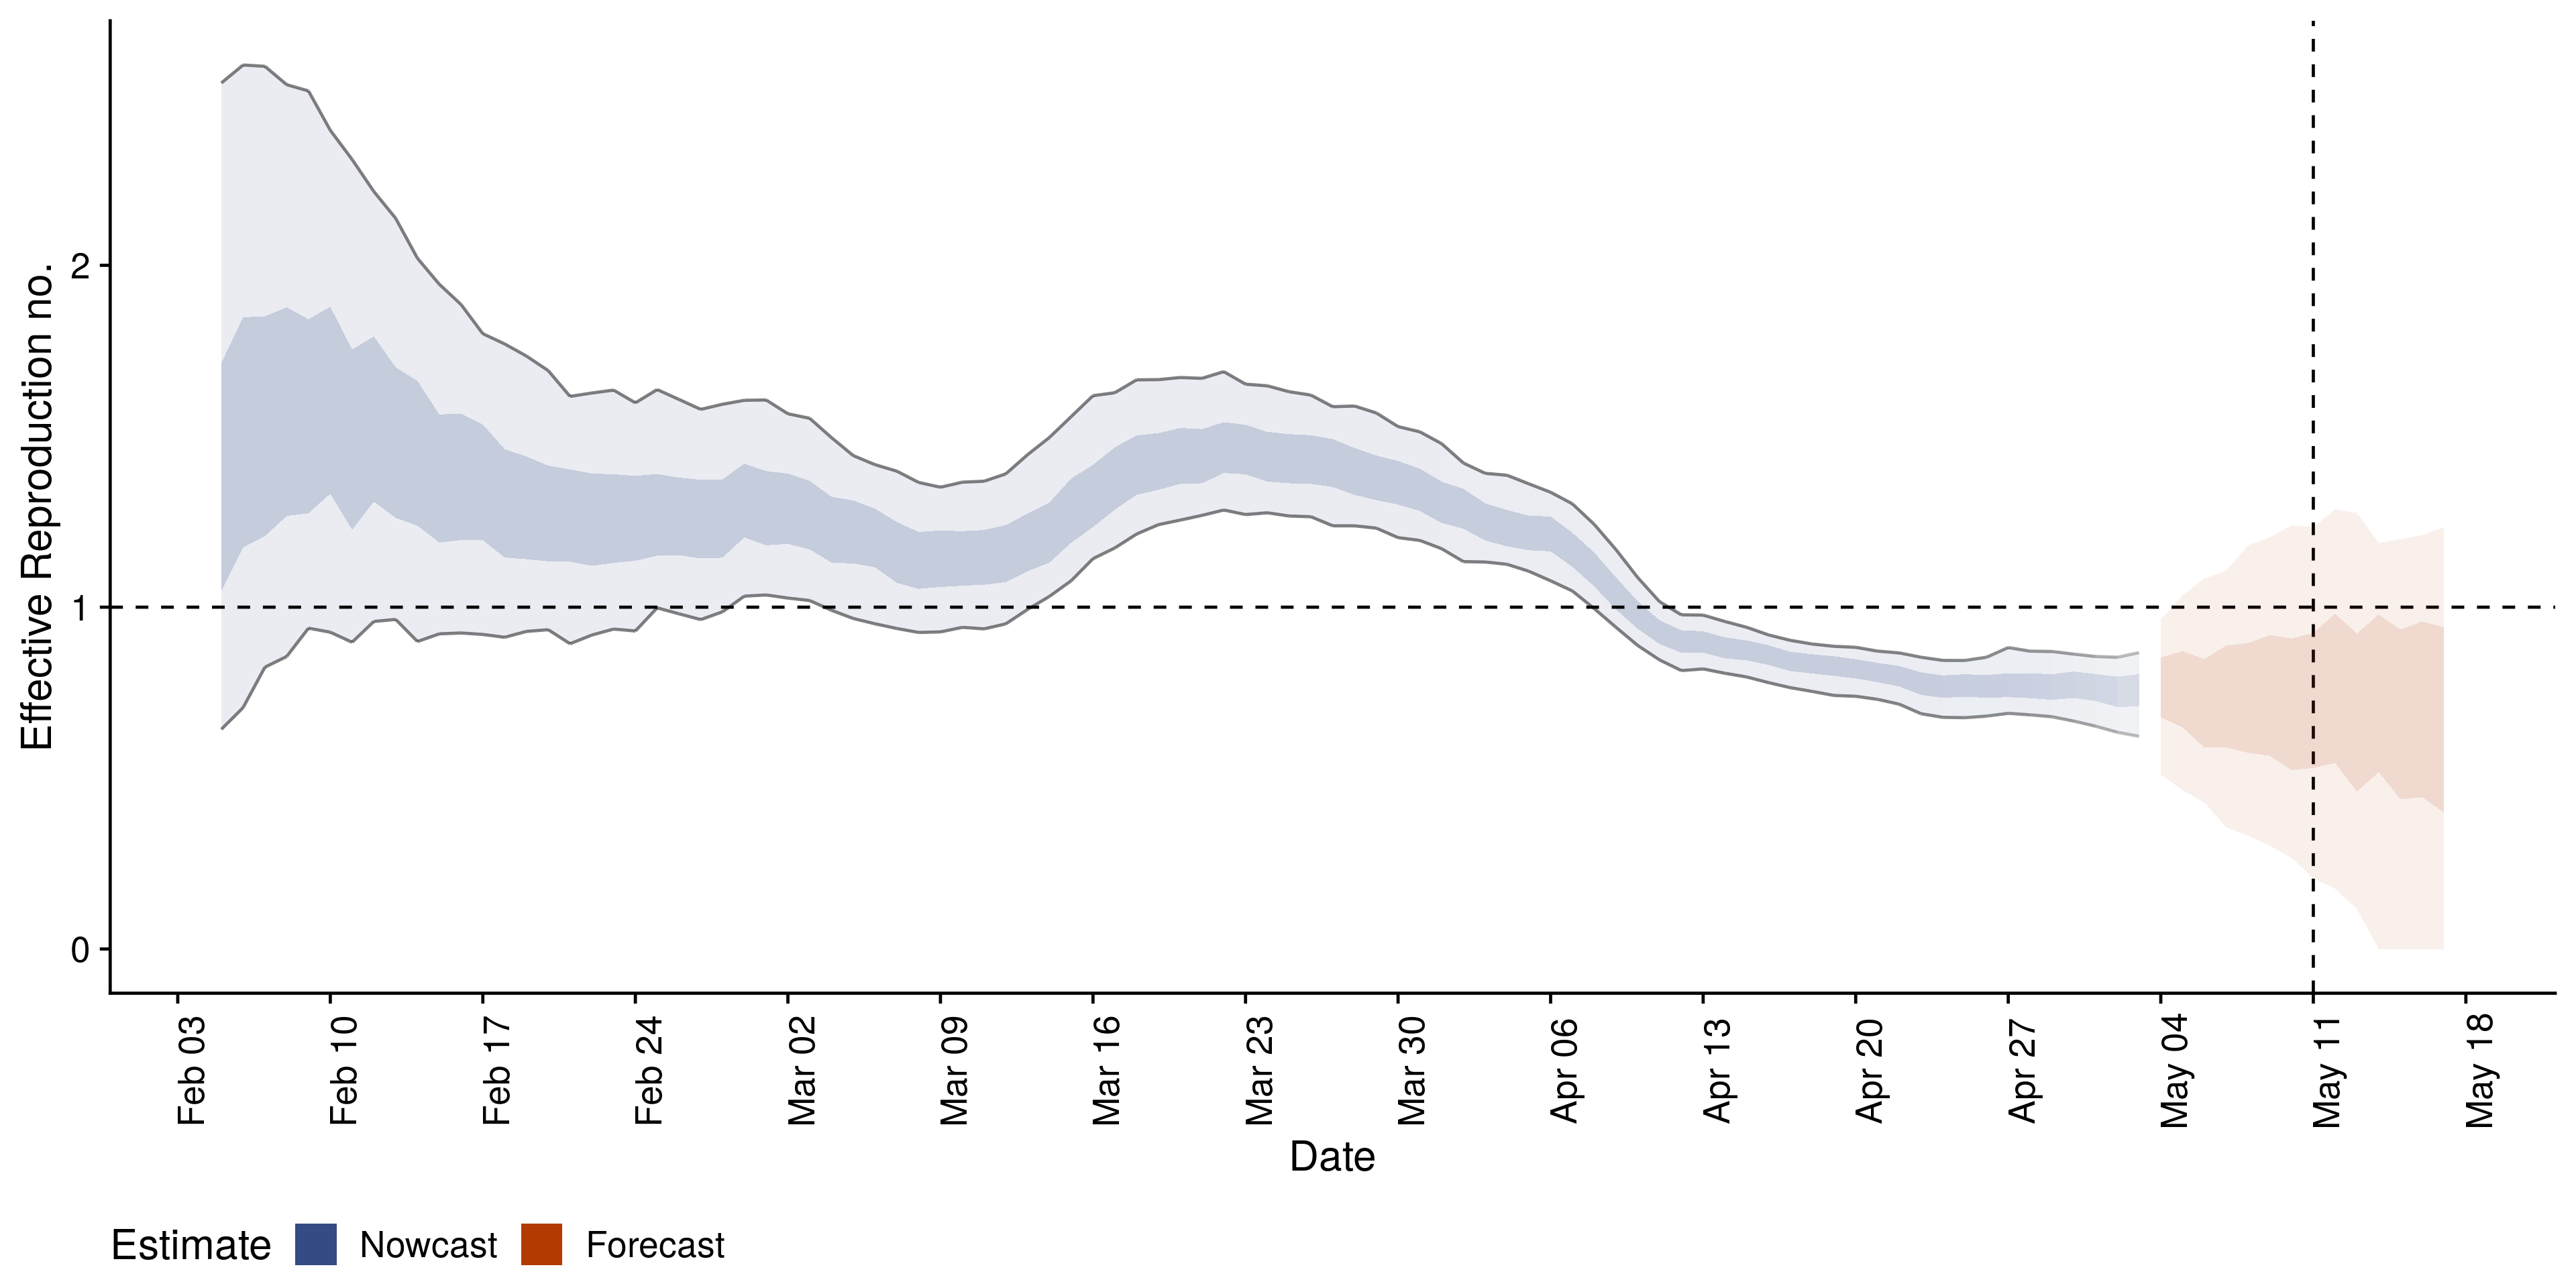 Effective Reproduction no.
2
1
0
Feb 03
Feb 10
Feb 17
Feb 24
Mar 02
Mar 09
Mar 16
Mar 23
Mar 30
Apr 06
Apr 13
Apr 20
Apr 27
May 04
May 11
May 18
Date
Estimate Nowcast Forecast